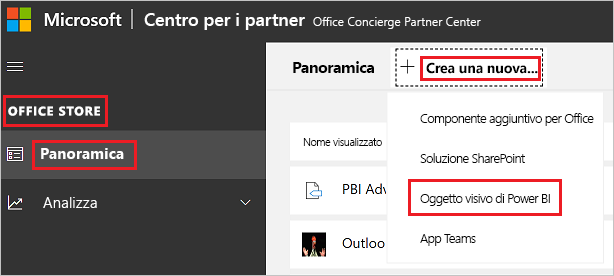 Microsoft Centro per i partner Office Concierge Partner Center
OFFICE STORE
Panoramica
Analizza
Panoramica + Crea una nuova...
Nome visualizzato
PBI Adv
Outloo
Componente aggiuntivo per Office
Soluzione SharePoint
Oggetto visivo di Power BI
App Teams